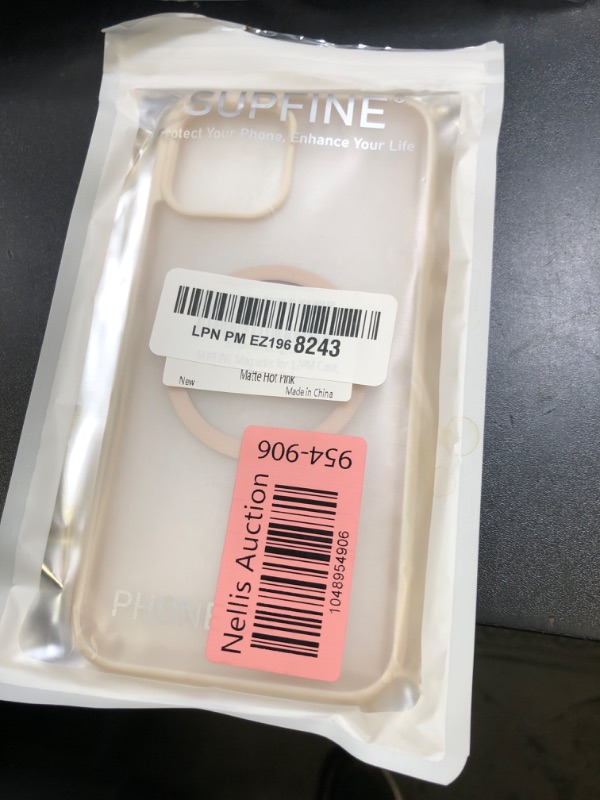 SUPFINE®
Protect Your Phone, Enhance Your Life
LPN PM EZ196 8243
Matte Hot Pink
New
Made in China
954-906
Nellis Auction
1048954906